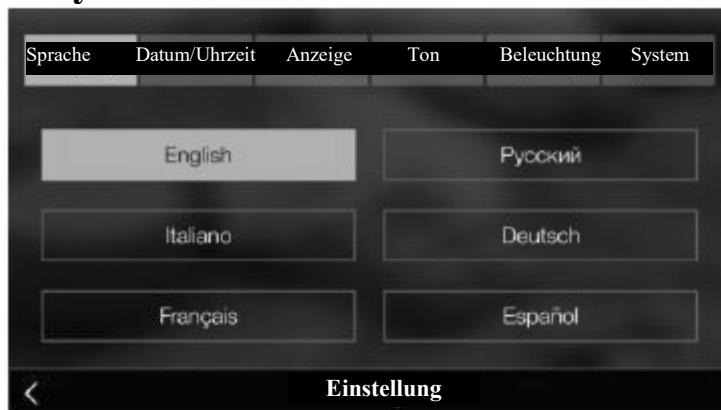 Sprache Datum/Uhrzeit Anzeige Ton Beleuchtung System
English Русский
Italiano Deutsch
Français Español
Einstellung